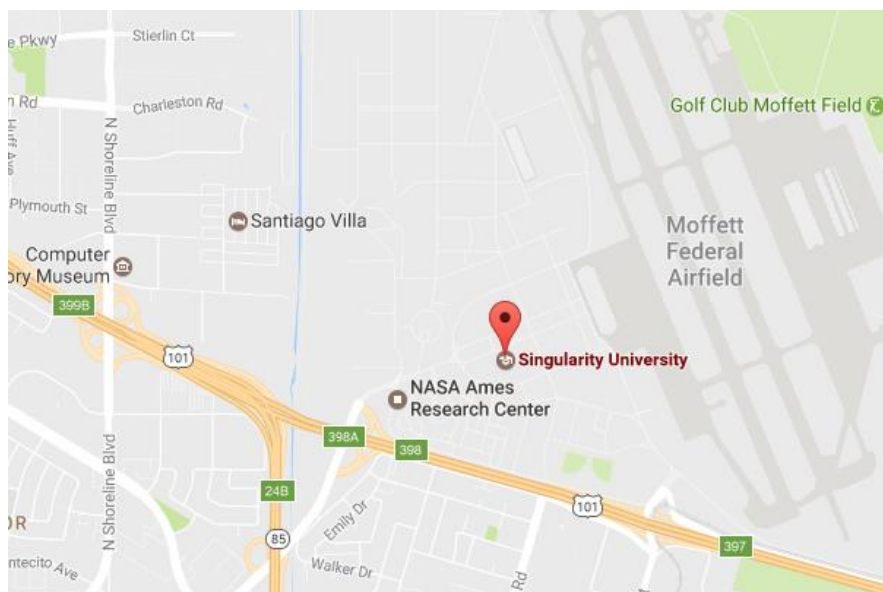 e Pkwy
Stierlin Ct
n Rd
Charleston Rd
Golf Club Moffett Field
Huff Ave
N Shoreline Blvd
Plymouth St
Santiago Villa
Moffett
Federal
Airfield
Computer
ory Museum
399B
101
Singularity University
NASA Ames
Research Center
398A
398
N Shoreline Blvd
24B
101
OR
85
Emily Dr
397
ntecito Ave
Walker Dr
Rd